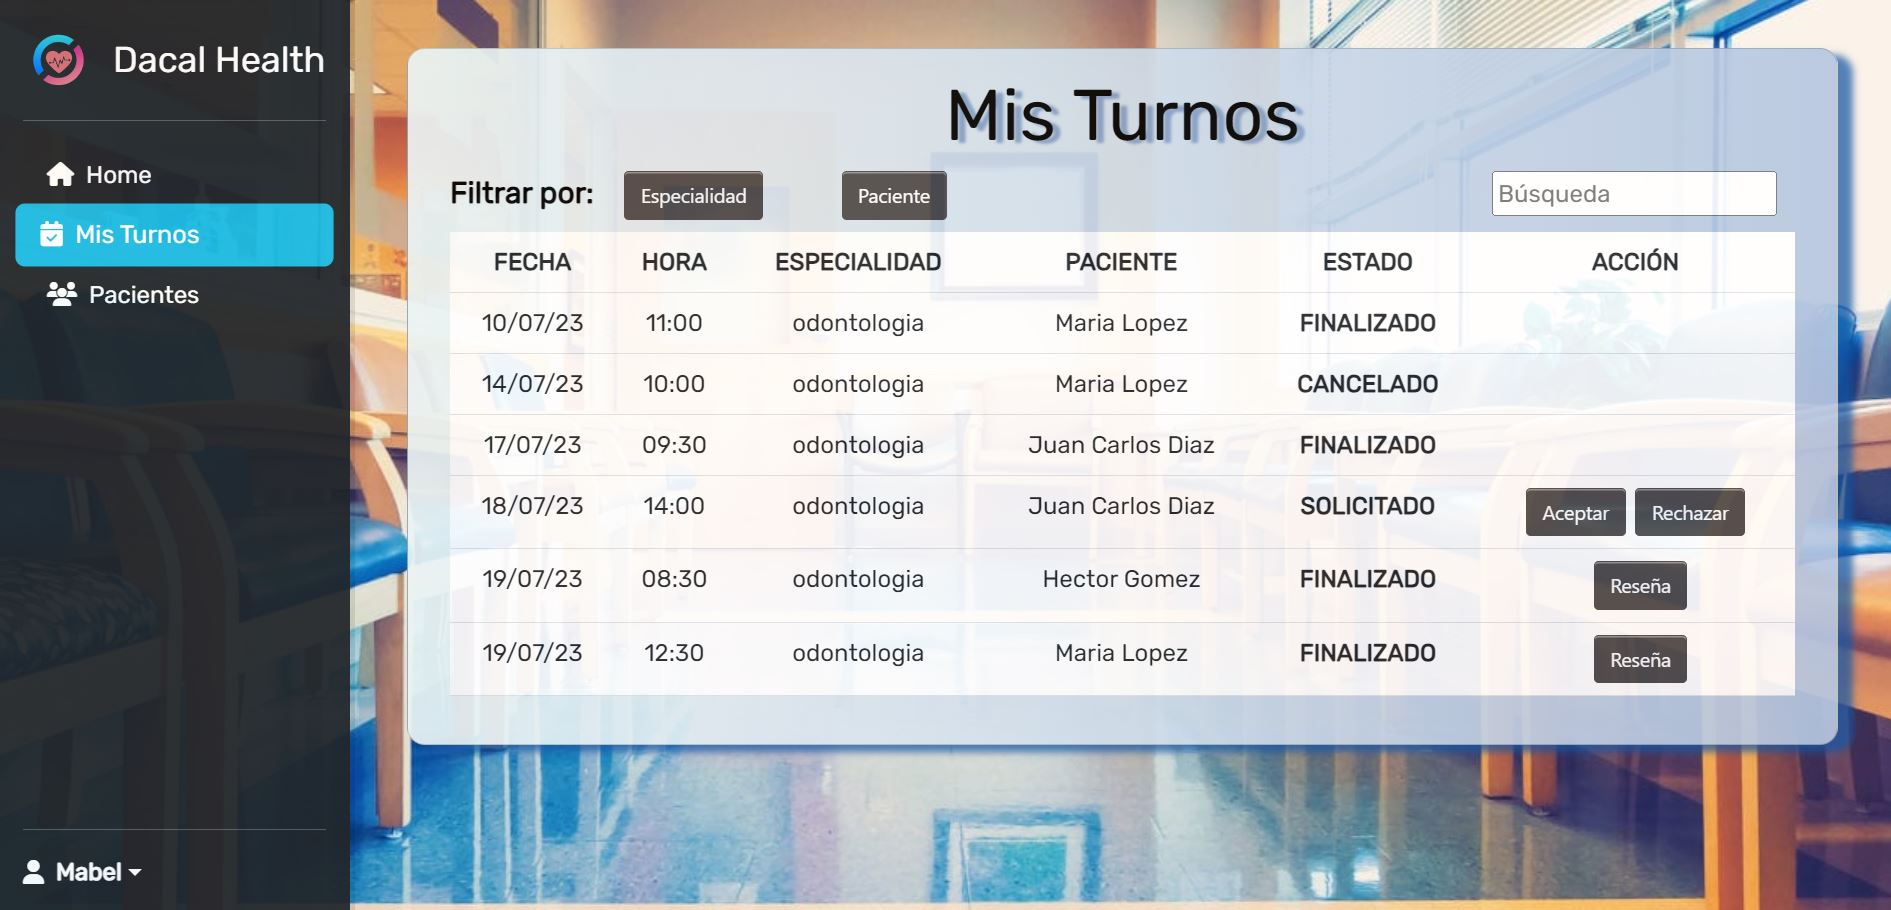 Dacal Health
Home
Mis Turnos
Pacientes
Mabel
Mis Turnos
Filtrar por: Especialidad Paciente Búsqueda
FECHA HORA ESPECIALIDAD PACIENTE ESTADO ACCIÓN
10/07/23 11:00 odontologia Maria Lopez FINALIZADO
14/07/23 10:00 odontologia Maria Lopez CANCELADO
17/07/23 09:30 odontologia Juan Carlos Diaz FINALIZADO
18/07/23 14:00 odontologia Juan Carlos Diaz SOLICITADO Aceptar Rechazar
19/07/23 08:30 odontologia Hector Gomez FINALIZADO Reseña
19/07/23 12:30 odontologia Maria Lopez FINALIZADO Reseña